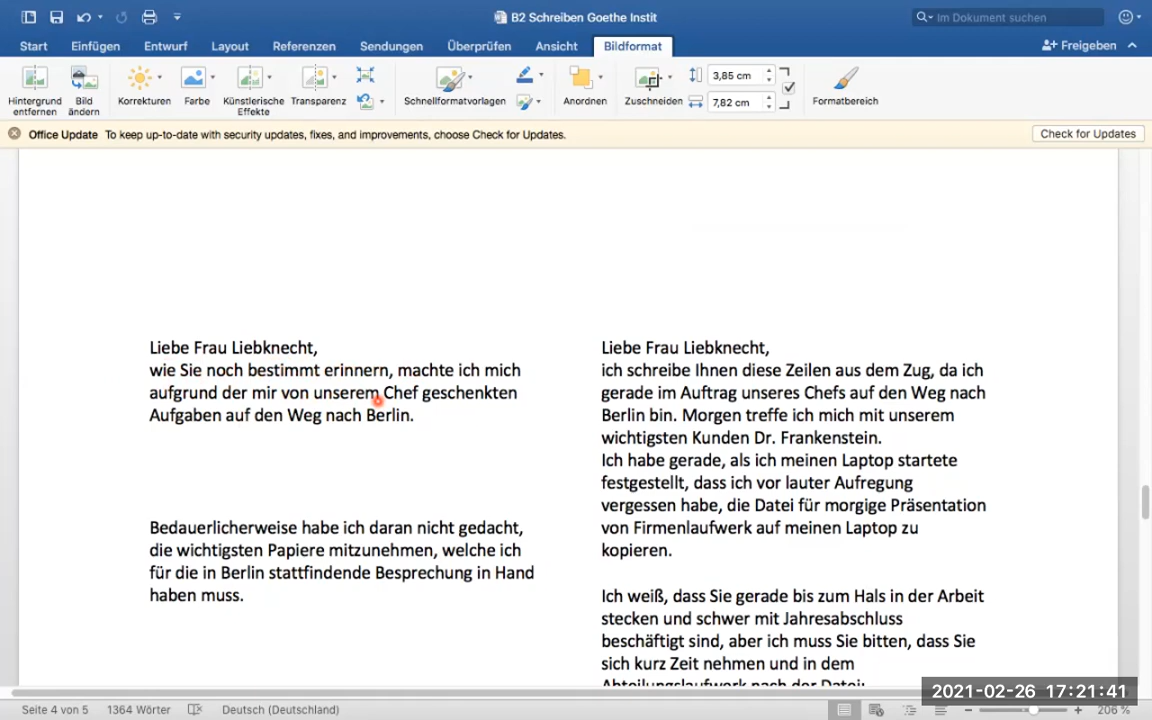 B2 Schreiben Goethe Instit
Im Dokument suchen
Start Einfügen Entwurf Layout Referenzen Sendungen Überprüfen Ansicht Bildformat Freigeben
Hintergrund entfernen
Bild ändern
Korrekturen
Farbe
Künstlerische Effekte
Transparenz
Schnellformatvorlagen
Anordnen
Zuschneiden
3,85 cm
7,82 cm
Formatbereich
Office Update To keep up-to-date with security updates, fixes, and improvements, choose Check for Updates.
Check for Updates
Liebe Frau Liebknecht,
wie Sie noch bestimmt erinnern, machte ich mich
aufgrund der mir von unserem Chef geschenkten
Aufgaben auf den Weg nach Berlin.
Bedauerlicherweise habe ich daran nicht gedacht,
die wichtigsten Papiere mitzunehmen, welche ich
für die in Berlin stattfindende Besprechung in Hand
haben muss.
Liebe Frau Liebknecht,
ich schreibe Ihnen diese Zeilen aus dem Zug, da ich
gerade im Auftrag unseres Chefs auf den Weg nach
Berlin bin. Morgen treffe ich mich mit unserem
wichtigsten Kunden Dr. Frankenstein.
Ich habe gerade, als ich meinen Laptop startete
festgestellt, dass ich vor lauter Aufregung
vergessen habe, die Datei für morgige Präsentation
von Firmenlaufwerk auf meinen Laptop zu
kopieren.
Ich weiß, dass Sie gerade bis zum Hals in der Arbeit
stecken und schwer mit Jahresabschluss
beschäftigt sind, aber ich muss Sie bitten, dass Sie
sich kurz Zeit nehmen und in dem
Abteilungslaufwerk nach der Datei:
2021-02-26 17:21:41
Seite 4 von 5 1364 Wörter Deutsch (Deutschland) 206 %